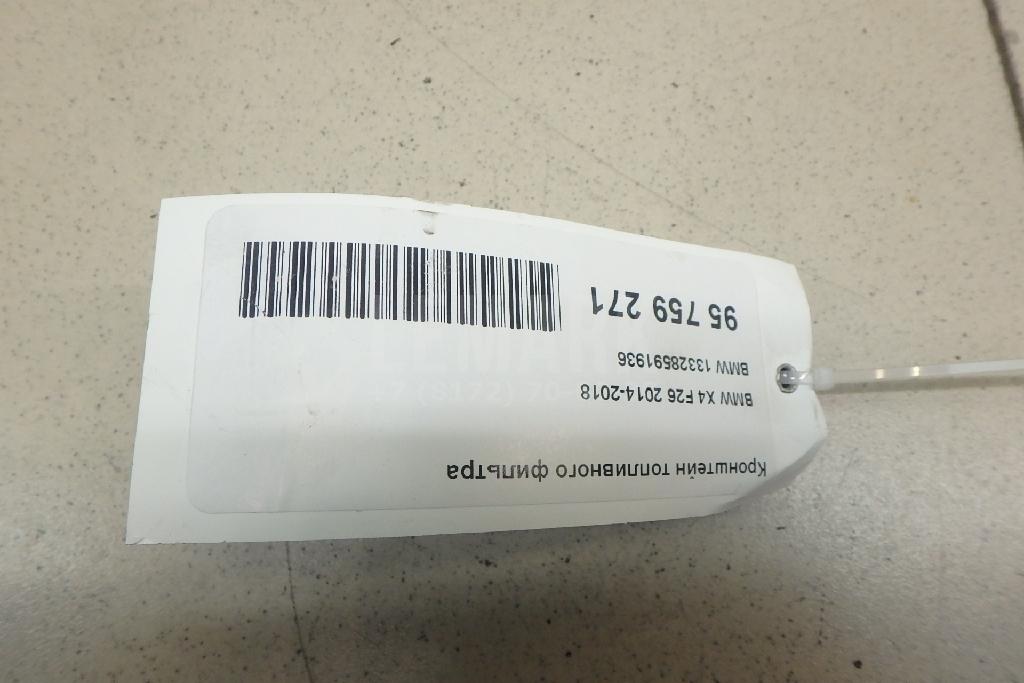 Кронштейн топливного фильтра
BMW X4 F26 2014-2018
BMW 13328591936
95 759 271